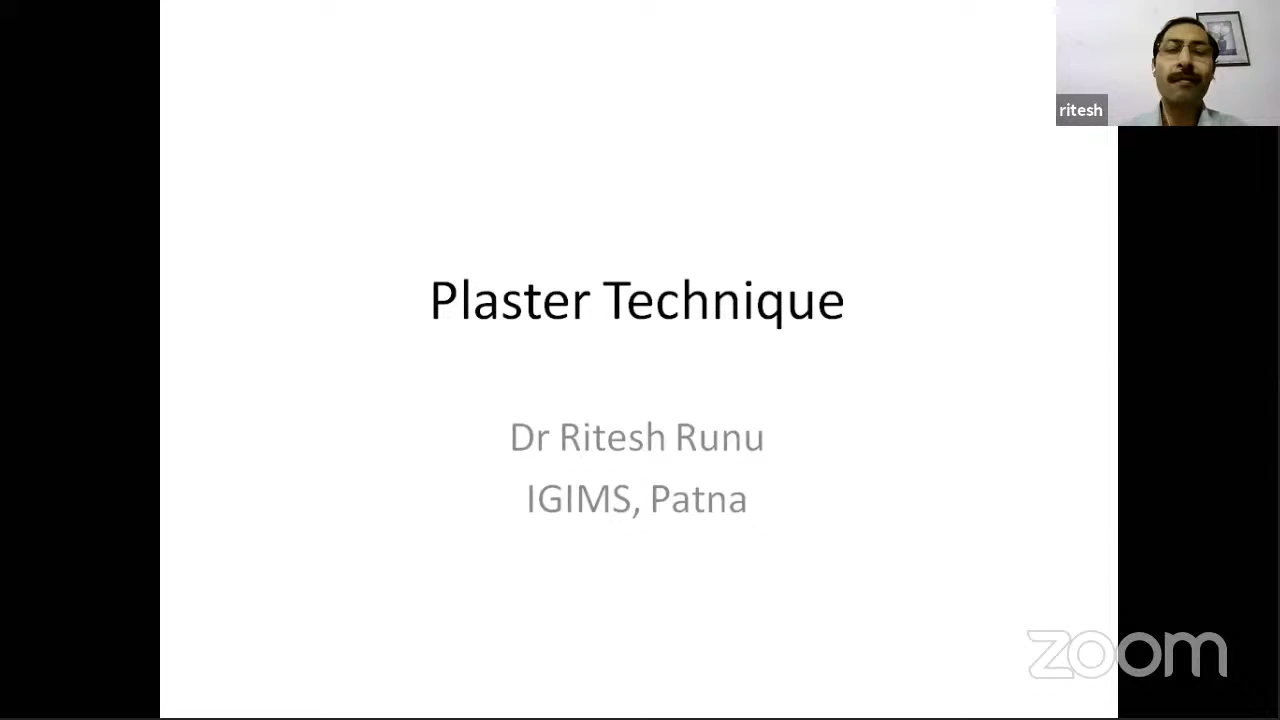 ritesh
Plaster Technique
Dr Ritesh Runu
IGIMS, Patna
zoom